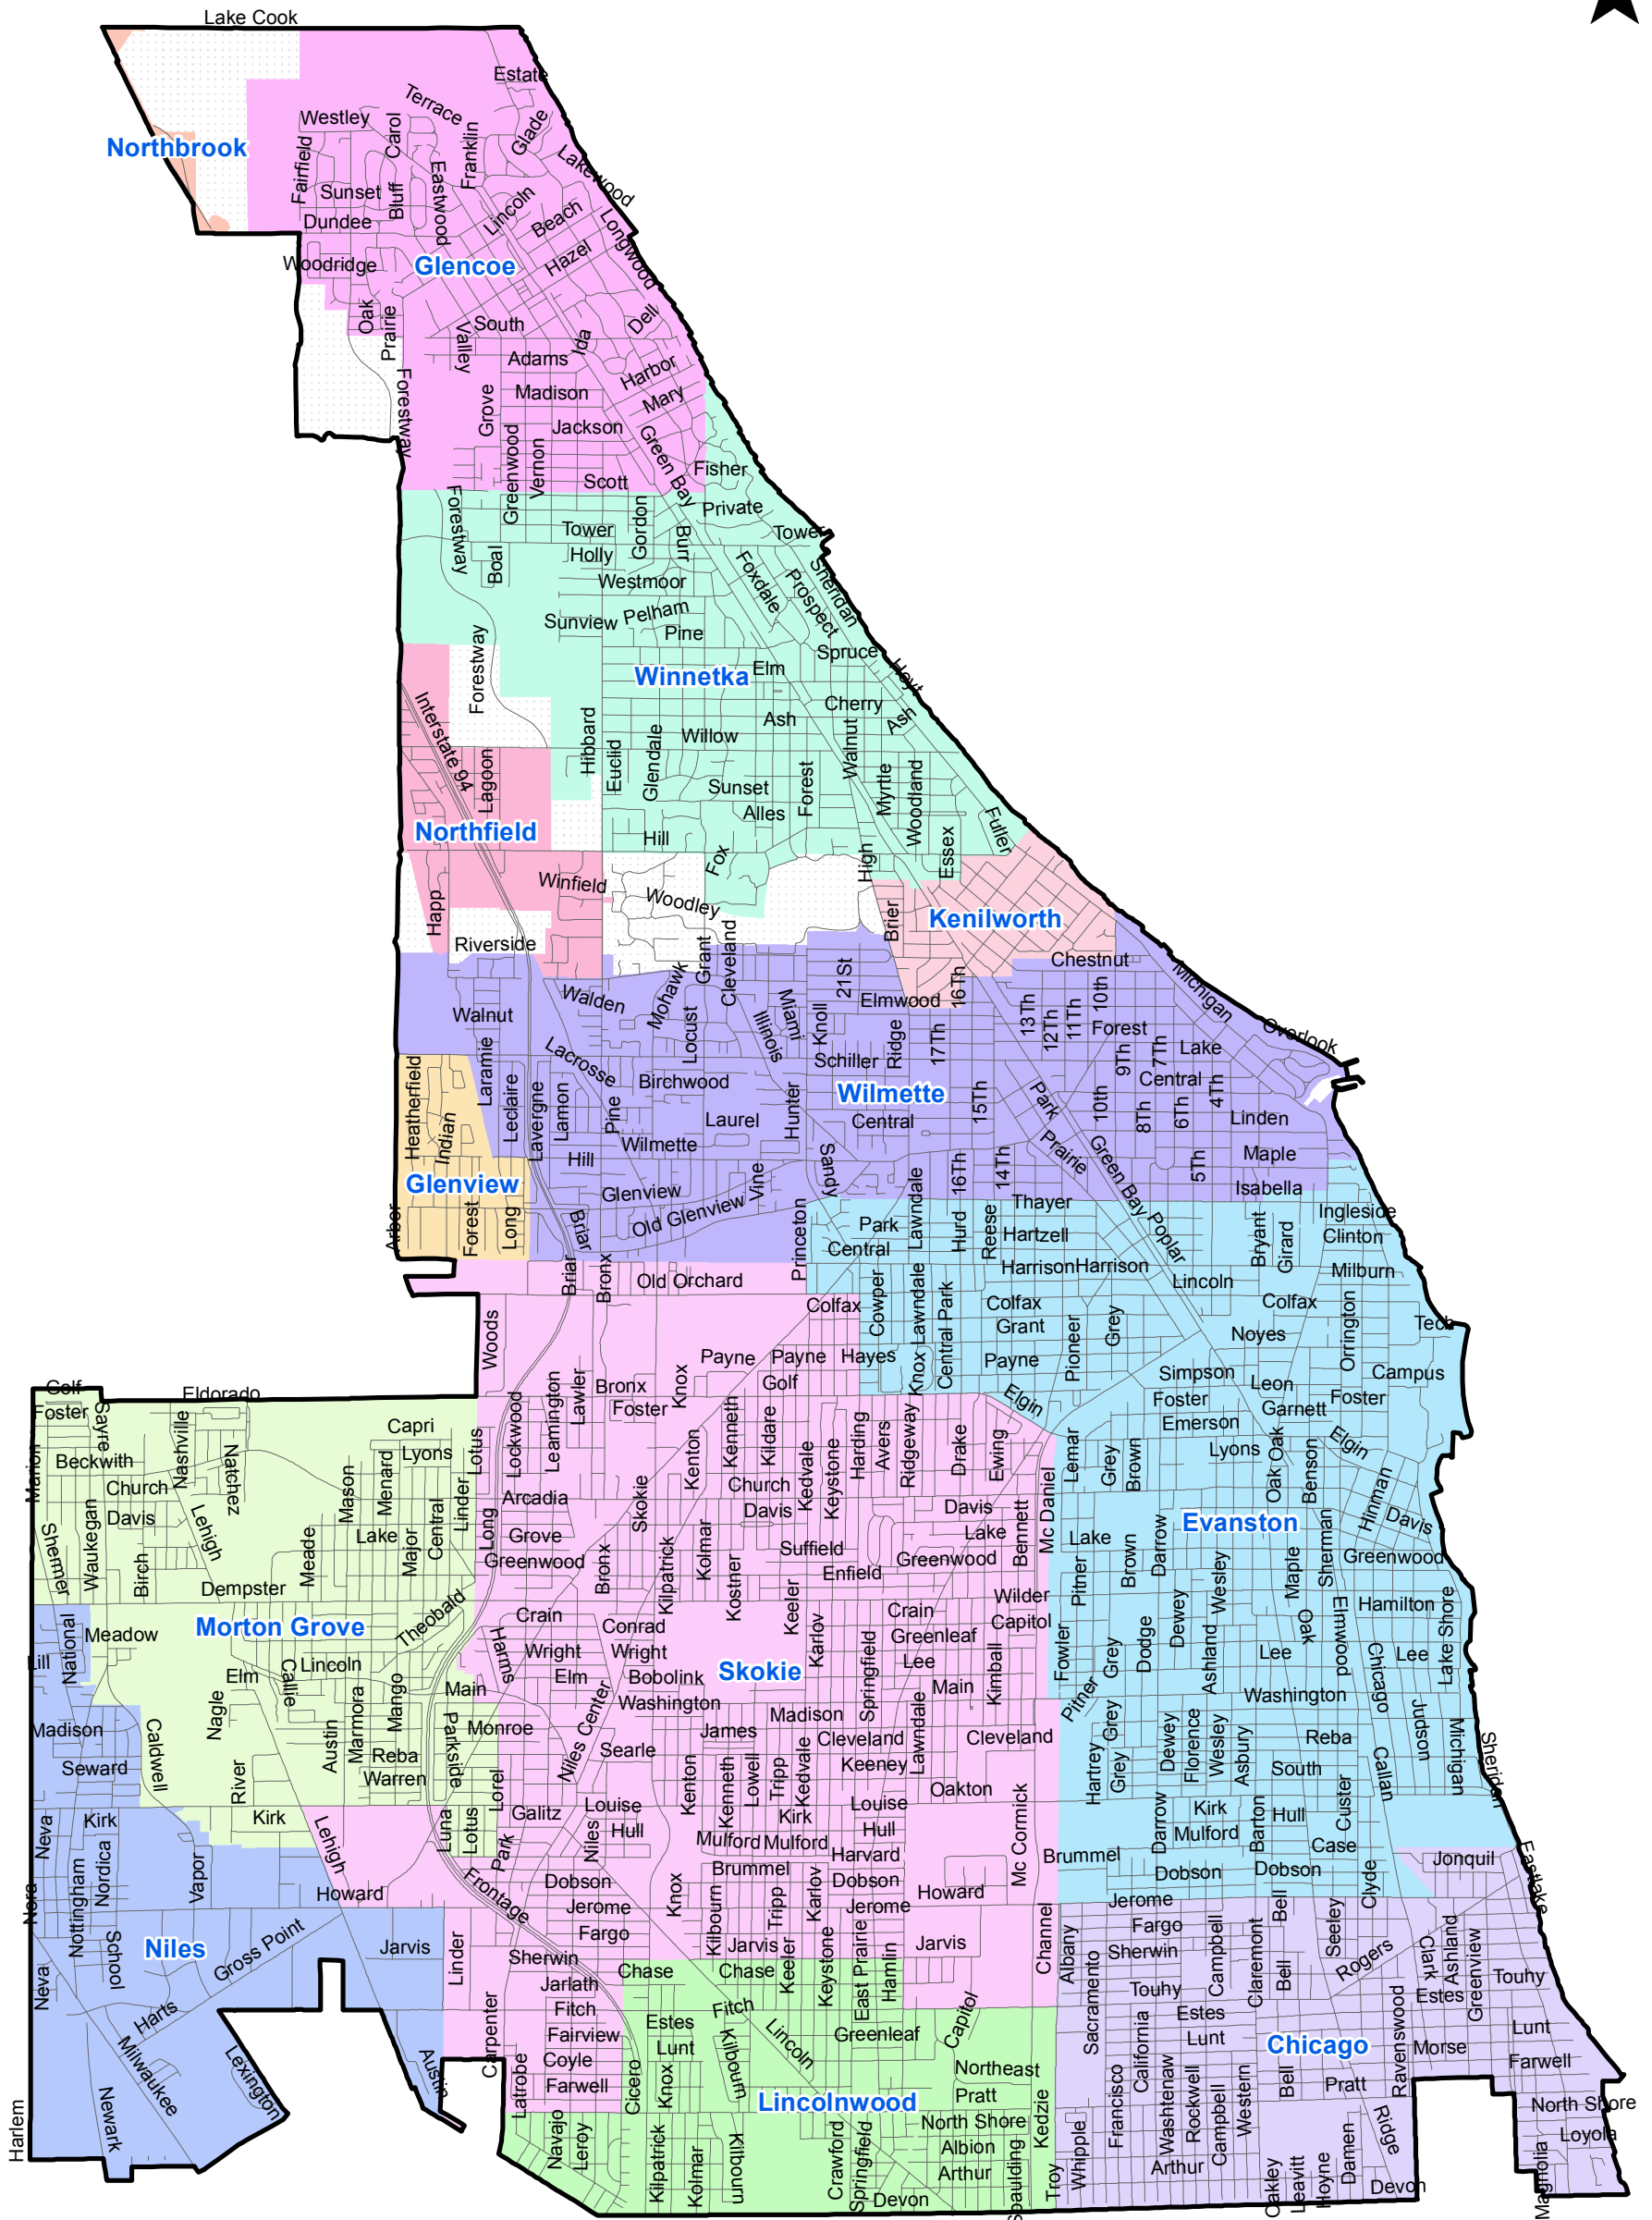 Lake Cook
Estate
Terrace
Westley
Carol
Franklin
Glade
Northbrook
Lakewood
Fairfield
Eastwood
Sunset
Bluff
Lincoln
Beach
Dundee
Longwood
Hazel
Woodridge
Glencoe
Oak
Prairie
South
Dell
Valley
Ida
Adams
Harbor
Madison
Mary
Forestway
Grove
Jackson
Green Bay
Greenwood
Vernon
Fisher
Scott
Forestway
Gordon
Private
Tower
Burr
Tower
Holly
Boal
Foxdale
Sheridan
Westmoor
Prospect
Sunview
Pelham
Pine
Forestway
Spruce
Elm
Winnetka
Hoyt
Cherry
Interstate 94
Ash
Ash
Hibbard
Willow
Walnut
Euclid
Glendale
Lagoon
Sunset
Forest
Myrtle
Woodland
Alles
Northfield
Hill
Fuller
Essex
High
Fox
Winfield
Woodley
Happ
Brier
Kenilworth
Riverside
Grant
Cleveland
Chestnut
21St
16Th
Michigan
Walden
Mohawk
Elmwood
10th
Walnut
Miami
Knoll
13Th
12Th
11Th
Forest
Overlook
Locust
Illinois
Ridge
17Th
Lake
Lacrosse
Schiller
9Th
7Th
Heatherfield
Laramie
Birchwood
Wilmette
Central
Leclaire
Lavergne
Lamon
Pine
Hunter
15Th
Park
10th
8Th
6Th
4Th
Indian
Laurel
Central
Linden
Wilmette
Prairie
Hill
Sandy
Maple
Glenview
Vine
16Th
14Th
Green Bay
5Th
Glenview
Lawndale
Isabella
Arbor
Forest
Long
Briar
Old Glenview
Princeton
Park
Hurd
Reese
Thayer
Poplar
Ingleside
Central
Hartzell
Bryant
Girard
Clinton
Briar
Bronx
Old Orchard
Harrison
Harrison
Lincoln
Milburn
Colfax
Cowper
Lawndale
Central Park
Colfax
Colfax
Orrington
Woods
Grant
Pioneer
Grey
Noyes
Tech
Payne
Payne
Hayes
Knox
Payne
Simpson
Campus
Golf
Eldorado
Lawler
Bronx
Knox
Golf
Leon
Foster
Foster
Sayre
Nashville
Lockwood
Leamington
Foster
Kenneth
Kildare
Elgin
Foster
Garnett
Capri
Harding
Avers
Ridgeway
Emerson
Marion
Beckwith
Natchez
Lyons
Lotus
Kenton
Kedvale
Keystone
Drake
Ewing
Lemar
Grey
Brown
Lyons
Oak
Oak
Benson
Elgin
Church
Mason
Menard
Church
Mc Daniel
Waukegan
Davis
Lehigh
Central
Linder
Arcadia
Skokie
Davis
Davis
Hinman
Davis
Shermer
Lake
Major
Long
Grove
Kolmar
Lake
Bennett
Lake
Evanston
Sherman
Birch
Meade
Greenwood
Bronx
Kilpatrick
Kostner
Suffield
Greenwood
Brown
Darrow
Greenwood
Dempster
Enfield
Pitner
Wesley
Maple
Morton Grove
Theobald
Crain
Keeler
Crain
Wilder
Dewey
Hamilton
National
Meadow
Conrad
Karlov
Capitol
Dodge
Oak
Elmwood
Lake Shore
Lill
Lincoln
Harms
Wright
Wright
Greenleaf
Fowler
Grey
Ashland
Lee
Chicago
Lee
Elm
Callie
Elm
Bobolink
Skokie
Springfield
Lee
Main
Kimball
Main
Washington
Pitner
Washington
Nagle
Mango
Madison
Madison
Austin
Marmora
Parkside
Monroe
James
Lawndale
Cleveland
Cleveland
Grey
Dewey
Florence
Wesley
Reba
Judson
Michigan
Sheridan
Caldwell
Reba
Niles Center
Searle
Keeney
Asbury
Seward
River
Warren
Lorel
Kenton
Kenneth
Lowell
Tripp
Kedvale
Oakton
Hartrey
Grey
South
Custer
Callan
Kirk
Kirk
Luna
Lotus
Galitz
Louise
Kirk
Louise
Mc Cormick
Darrow
Kirk
Barton
Hull
Neva
Lehigh
Park
Niles
Hull
Mulford
Mulford
Hull
Mulford
Case
Nottingham
Nordica
Vapor
Harvard
Brummel
Brummel
Jonquil
Eastlake
Nora
Howard
Frontage
Dobson
Knox
Tripp
Karlov
Dobson
Howard
Dobson
Dobson
Clyde
Jerome
Jerome
Jerome
Bell
School
Niles
Gross Point
Jarvis
Linder
Fargo
Kilbourn
Jarvis
Keeler
Keystone
East Prairie
Hamlin
Jarvis
Channel
Albany
Fargo
Sherwin
Campbell
Claremont
Bell
Seeley
Rogers
Clark
Ashland
Greenview
Sherwin
Chase
Chase
Sacramento
Touhy
Neva
Jarlath
Touhy
Estes
Harts
Fitch
Fitch
Estes
Capitol
Estes
Milwaukee
Carpenter
Fairview
Lunt
Kilbourn
Lincoln
Greenleaf
California
Lunt
Chicago
Ravenswood
Morse
Lunt
Lexington
Austin
Latrobe
Coyle
Farwell
Cicero
Knox
Northeast
Washtenaw
Rockwell
Western
Bell
Pratt
Farwell
Newark
Lincolnwood
Pratt
Francisco
Campbell
North Shore
Harlem
Navajo
Leroy
Kilpatrick
Kolmar
Kilbourn
Crawford
Springfield
North Shore
Albion
Arthur
Spaulding
Kedzie
Whipple
Arthur
Damen
Ridge
Loyola
Devon
Troy
Oakley
Leavitt
Hoyne
Devon
Magnolia